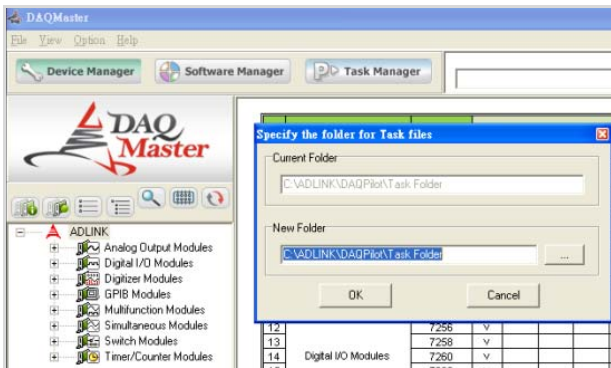 DAQMaster
File View Option Help
Device Manager Software Manager Task Manager
DAQ
Master
ADLINK
Analog Output Modules
Digital I/O Modules
Digitizer Modules
GPIB Modules
Multifunction Modules
Simultaneous Modules
Switch Modules
Timer/Counter Modules
Specify the folder for Task files
Current Folder
C:\ADLINK\DAQPilot\Task Folder
New Folder
C:\ADLINK\DAQPilot\Task Folder ...
OK Cancel
12 7256 v
13 7258 v
14 Digital I/O Modules 7260 v